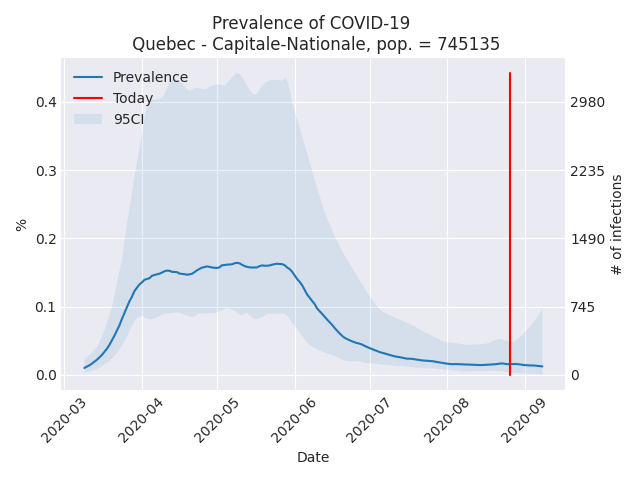 Prevalence of COVID-19
Quebec - Capitale-Nationale, pop. = 745135
Prevalence
Today
95CI
%
0.4
0.3
0.2
0.1
0.0
2980
2235
1490
745
0
# of infections
2020-03
2020-04
2020-05
2020-06
2020-07
2020-08
2020-09
Date